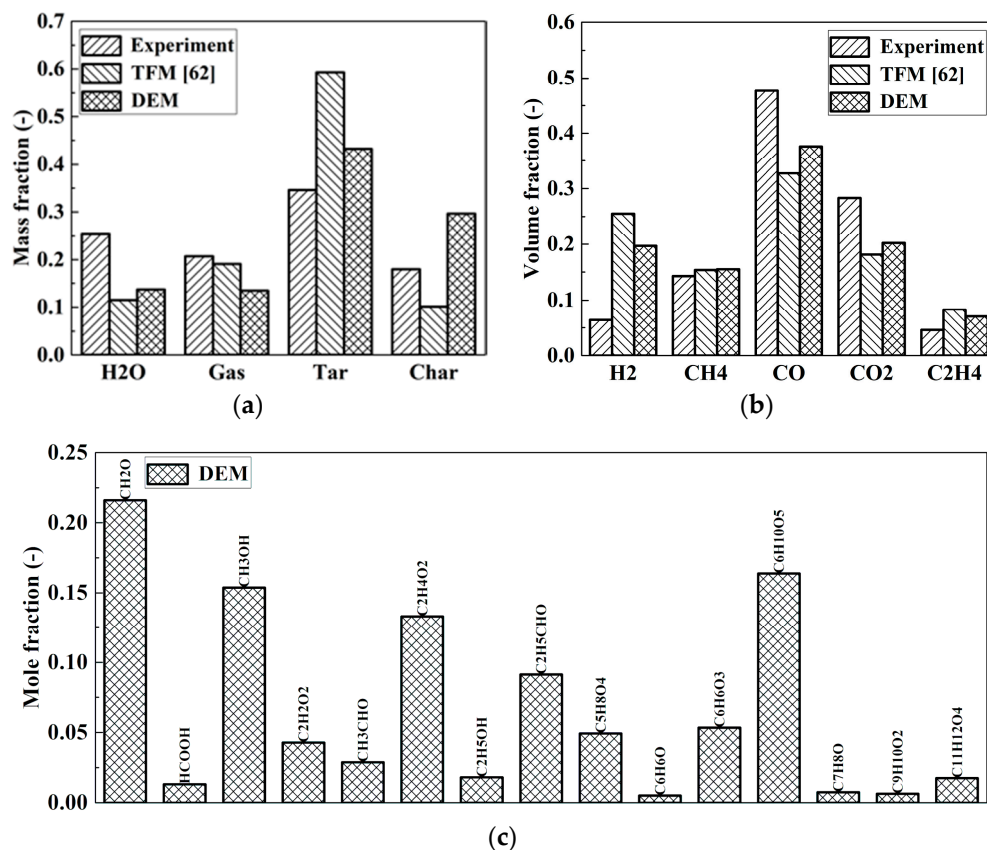 0.7
0.6
0.5
0.4
0.3
0.2
0.1
0.0
Mass fraction (-)
Experiment
TFM [62]
DEM
H2O Gas Tar Char
(a)
0.6
0.5
0.4
0.3
0.2
0.1
0.0
Volume fraction (-)
Experiment
TFM [62]
DEM
H2 CH4 CO CO2 C2H4
(b)
0.25
0.20
0.15
0.10
0.05
0.00
Mole fraction (-)
DEM
CH2O
HCOOH
CH3OH
C2H2O2
CH3CHO
C2H4O2
C2H5OH
C2H5CHO
C5H8O4
C6H6O
C6H6O3
C6H10O5
C7H8O
C9H10O2
C11H12O4
(c)